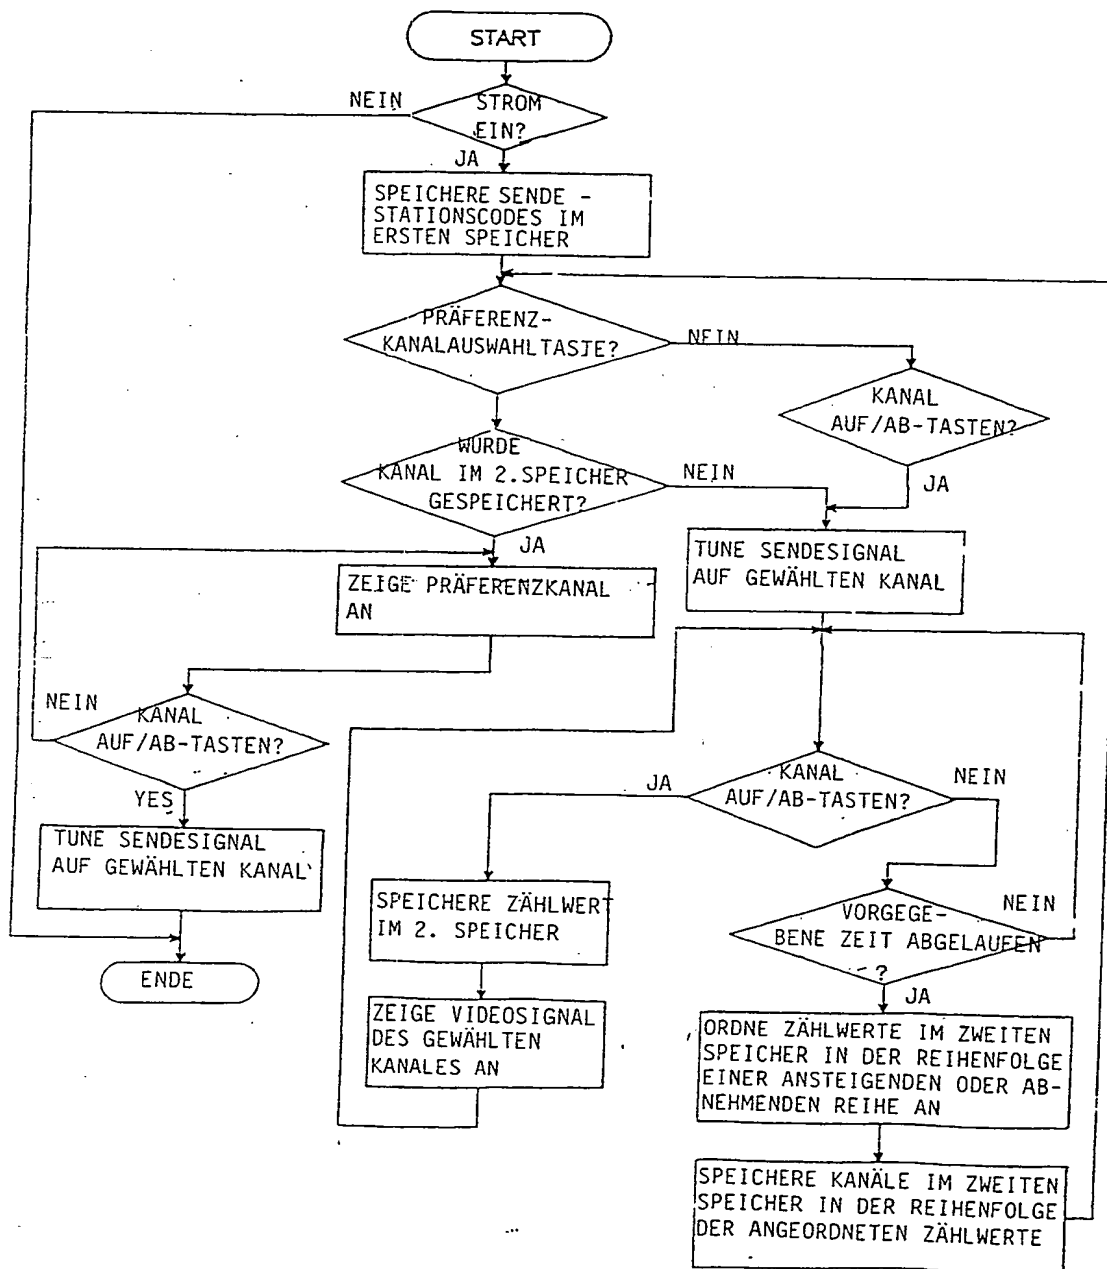 START
NEIN
STROM
EIN?
JA
SPEICHERE SENDE -
STATIONSCODES IM
ERSTEN SPEICHER
PRÄFERENZ-
KANALAUSWAHLTASTE?
NEIN
KANAL
AUF/AB-TASTEN?
JA
WURDE
KANAL IM 2.SPEICHER
GESPEICHERT?
NEIN
JA
TUNE SENDESIGNAL
AUF GEWÄHLTEN KANAL
ZEIGE PRÄFERENZKANAL
AN
NEIN
KANAL
AUF/AB-TASTEN?
YES
TUNE SENDESIGNAL
AUF GEWÄHLTEN KANAL
ENDE
KANAL
AUF/AB-TASTEN?
JA
NEIN
SPEICHERE ZÄHLWERT
IM 2. SPEICHER
ZEIGE VIDEOSIGNAL
DES GEWÄHLTEN
KANALES AN
VORGEGE-
BENE ZEIT ABGELAUFEN
?
NEIN
JA
ORDNE ZÄHLWERTE IM ZWEITEN
SPEICHER IN DER REIHENFOLGE
EINER ANSTEIGENDEN ODER AB-
NEHMENDEN REIHE AN
SPEICHERE KANÄLE IM ZWEITEN
SPEICHER IN DER REIHENFOLGE
DER ANGEORDNETEN ZÄHLWERTE